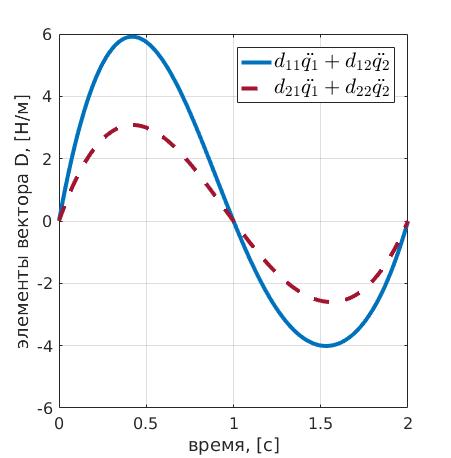 6
4
2
0
-2
-4
-6
0 0.5 1 1.5 2
элементы вектора D, [Н/м]
время, [c]
d₁₁q̈₁ + d₁₂q̈₂
d₂₁q̈₁ + d₂₂q̈₂